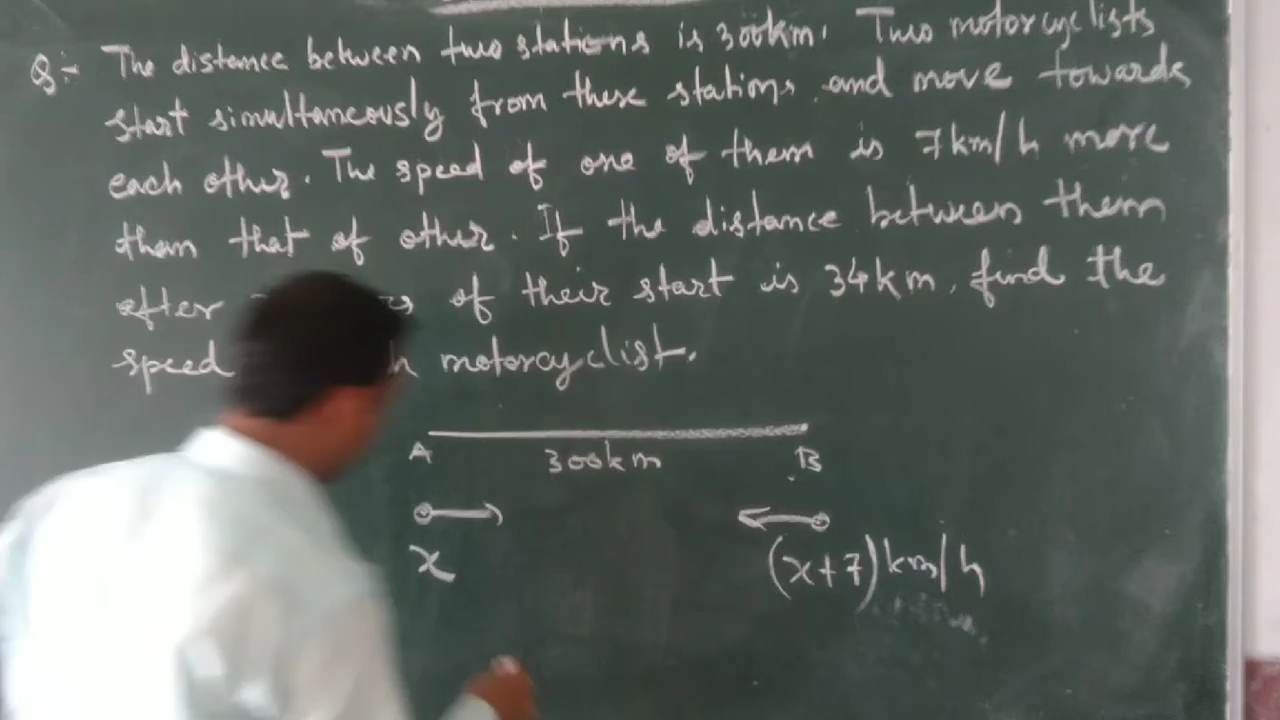 Q:- The distance between two stations is 300km. Two motorcyclists
start simultaneously from these stations and move towards
each other. The speed of one of them is 7km/h more
than that of other. If the distance between them
after of their start is 34km, find the
speed motorcyclist.
A 300km B
x (x+7)km/h